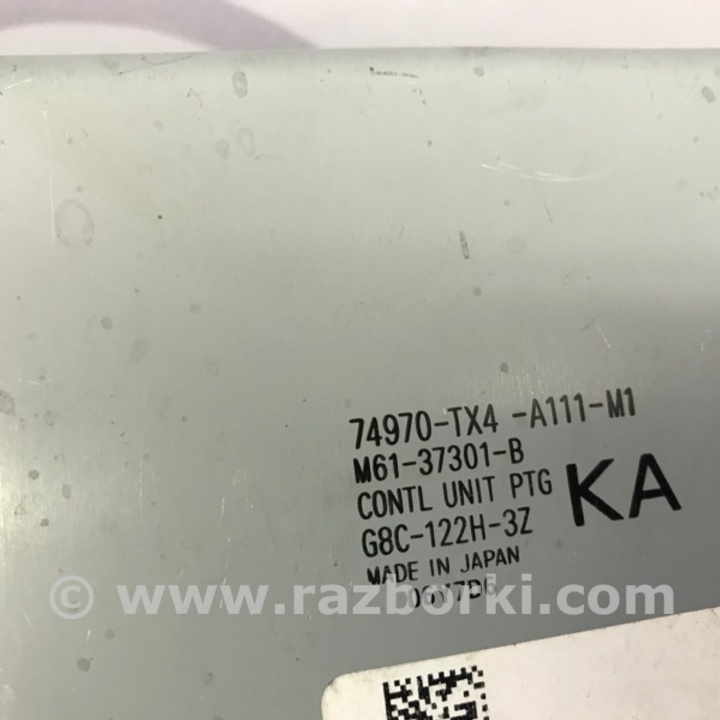 74970-TX4 -A111-M1
M61-37301-B
CONTL UNIT PTG
KA
G8C-122H-3Z
MADE IN JAPAN
© www.razborki.com